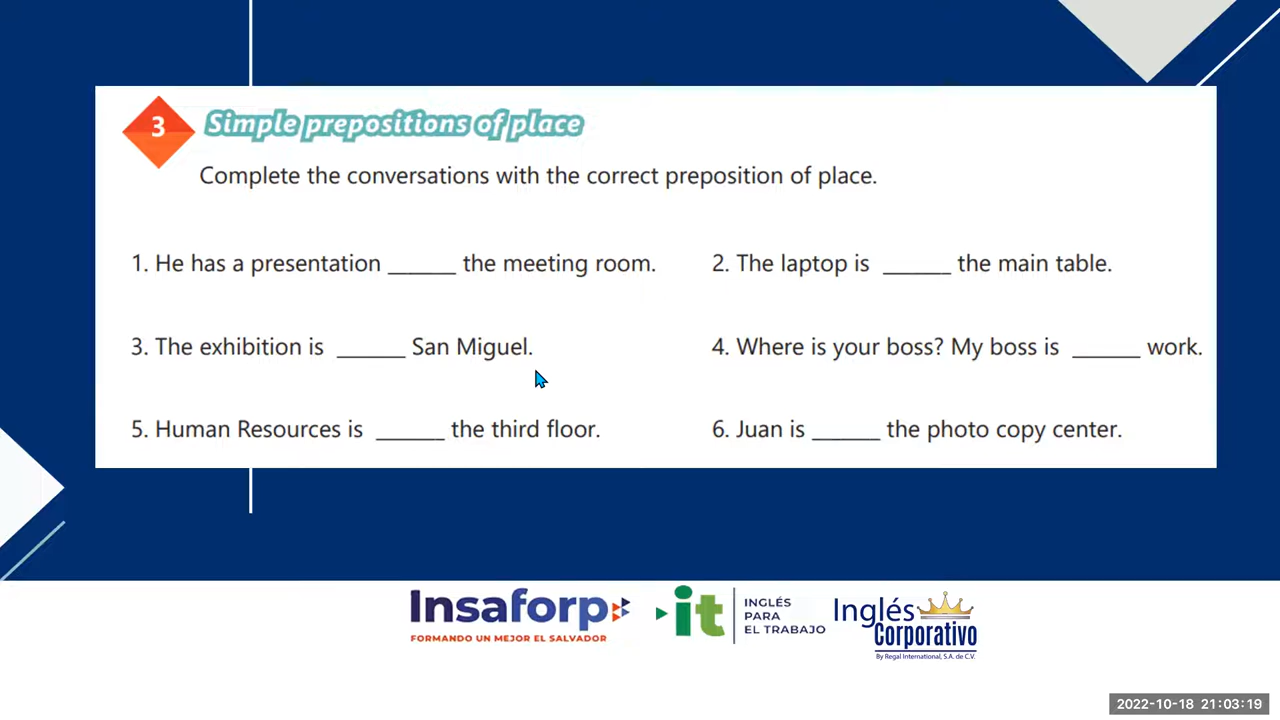 3
Simple prepositions of place
Complete the conversations with the correct preposition of place.
1. He has a presentation ______ the meeting room.
2. The laptop is ______ the main table.
3. The exhibition is ______ San Miguel.
4. Where is your boss? My boss is ______ work.
5. Human Resources is ______ the third floor.
6. Juan is ______ the photo copy center.
Insaforp
FORMANDO UN MEJOR EL SALVADOR
it
INGLÉS
PARA
EL TRABAJO
Inglés
Corporativo
By Regal International, S.A. de C.V.
2022-10-18 21:03:19